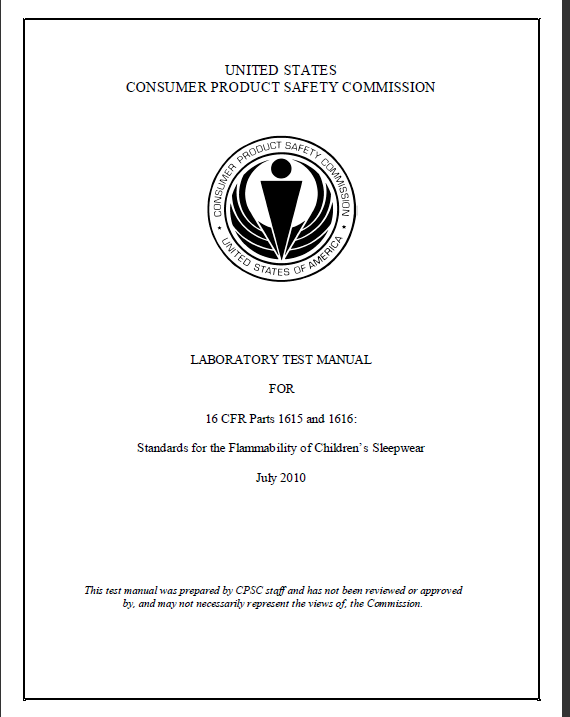 UNITED STATES
CONSUMER PRODUCT SAFETY COMMISSION
CONSUMER PRODUCT SAFETY COMMISSION
★ UNITED STATES OF AMERICA ★
LABORATORY TEST MANUAL
FOR
16 CFR Parts 1615 and 1616:
Standards for the Flammability of Children’s Sleepwear
July 2010
This test manual was prepared by CPSC staff and has not been reviewed or approved
by, and may not necessarily represent the views of, the Commission.